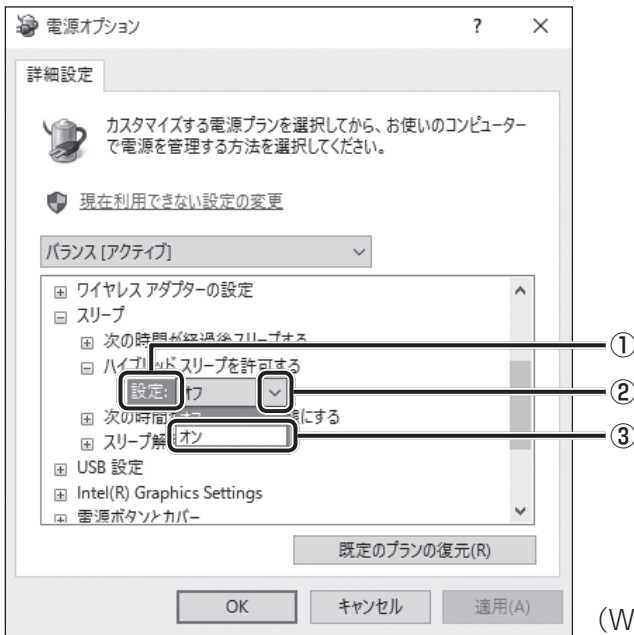 電源オプション ? ×
詳細設定
カスタマイズする電源プランを選択してから、お使いのコンピューター
で電源を管理する方法を選択してください。
現在利用できない設定の変更
バランス [アクティブ]
ワイヤレス アダプターの設定
スリープ
次の時間が経過後スリープする
ハイブリッド スリープを許可する
①
設定: オフ
②
次の時間 にする
スリープ解
オン
③
USB 設定
Intel(R) Graphics Settings
電源ボタンとカバー
既定のプランの復元(R)
OK キャンセル 適用(A)
(W